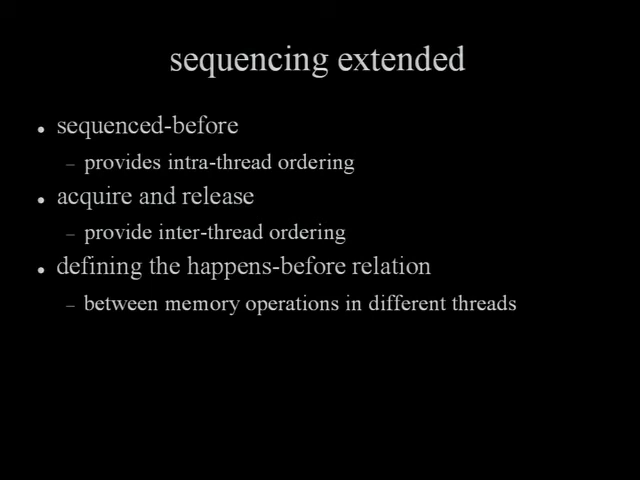 sequencing extended
• sequenced-before
– provides intra-thread ordering
• acquire and release
– provide inter-thread ordering
• defining the happens-before relation
– between memory operations in different threads